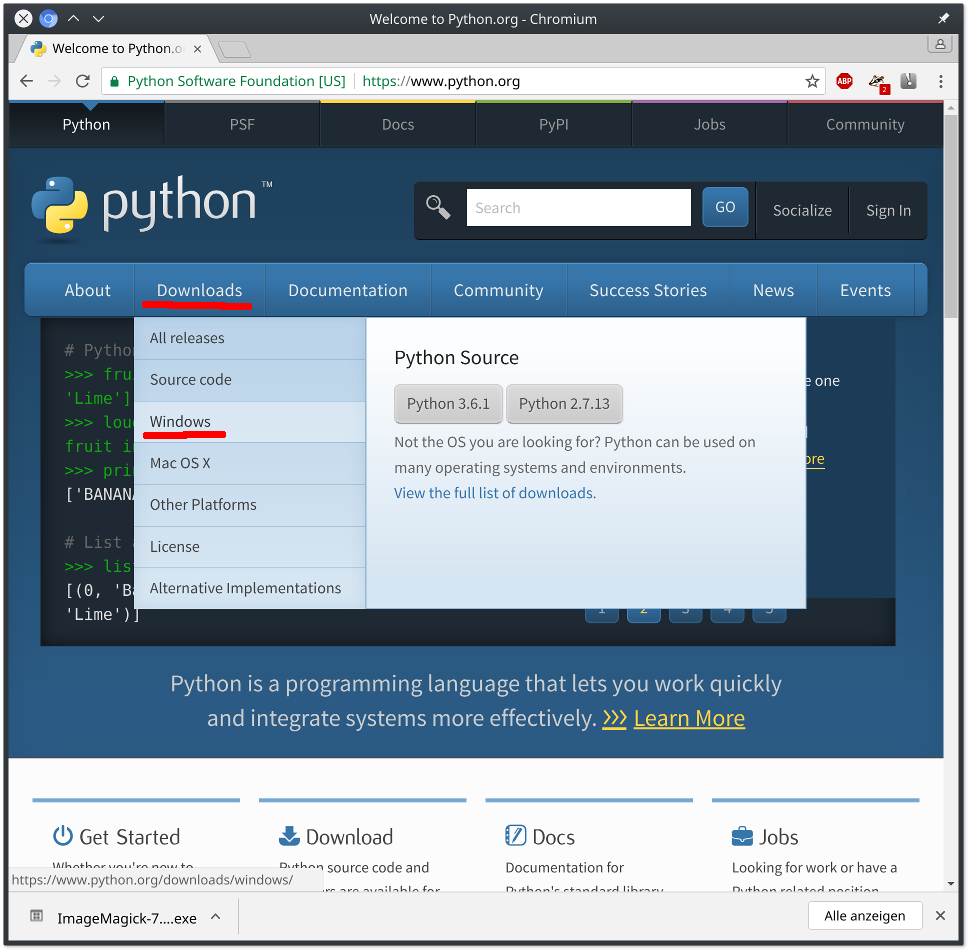 Welcome to Python.org - Chromium
Welcome to Python.o
Python Software Foundation [US] https://www.python.org
ABP
2
Python PSF Docs PyPI Jobs Community
python™
Search GO Socialize Sign In
About Downloads Documentation Community Success Stories News Events
# Python
>>> fru
'Lime']
>>> loud
fruit in
>>> prin
['BANANA
# List a
>>> list
[(0, 'Ba
'Lime')]
All releases
Source code
Windows
Mac OS X
Other Platforms
License
Alternative Implementations
Python Source
Python 3.6.1 Python 2.7.13
Not the OS you are looking for? Python can be used on
many operating systems and environments.
View the full list of downloads.
e one
ore
1 2 3 4 5
Python is a programming language that lets you work quickly
and integrate systems more effectively. >>> Learn More
Get Started
Whether you're new to
Download
Python source code and
are available for
Docs
Documentation for
Python's standard library
Jobs
Looking for work or have a
Python related position
https://www.python.org/downloads/windows/
ImageMagick-7....exe
Alle anzeigen